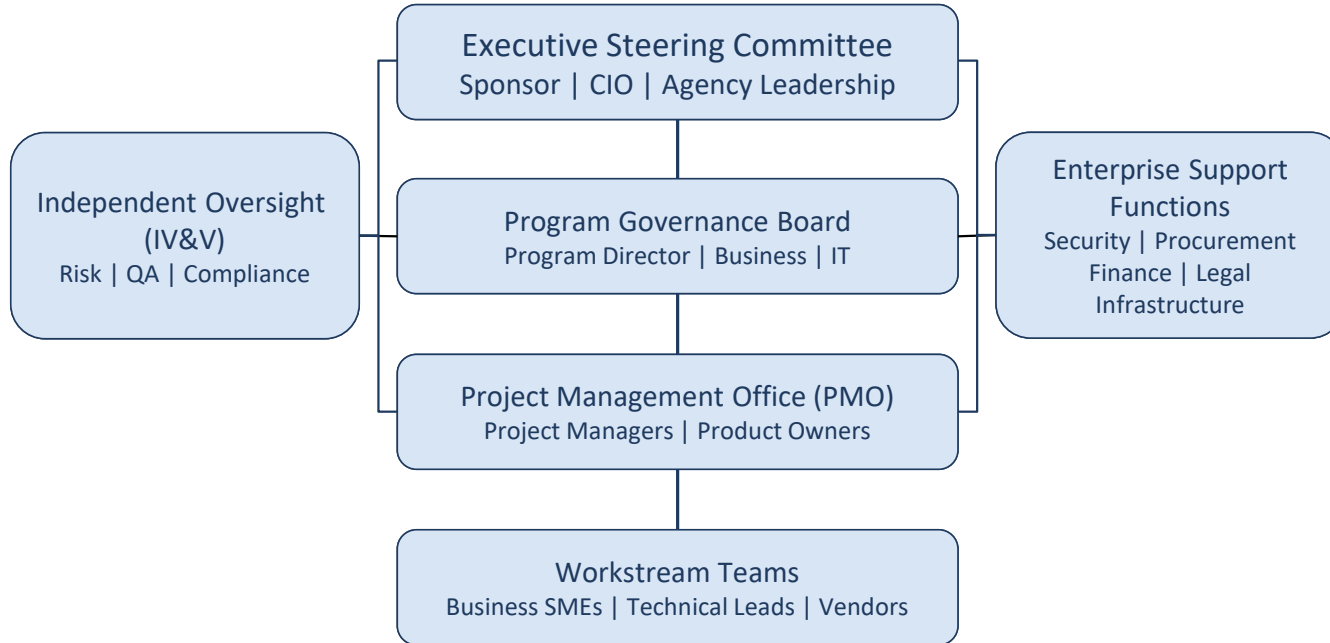 Executive Steering Committee
Sponsor | CIO | Agency Leadership
Independent Oversight
(IV&V)
Risk | QA | Compliance
Program Governance Board
Program Director | Business | IT
Enterprise Support
Functions
Security | Procurement
Finance | Legal
Infrastructure
Project Management Office (PMO)
Project Managers | Product Owners
Workstream Teams
Business SMEs | Technical Leads | Vendors